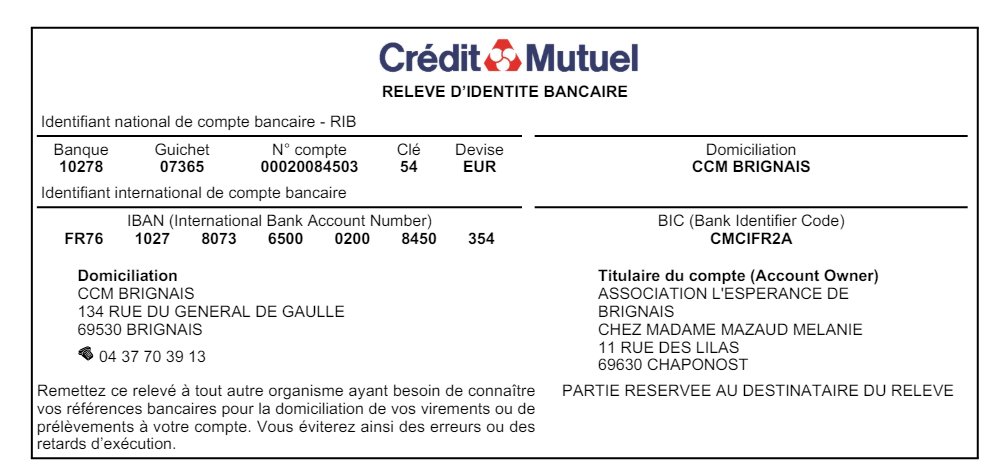 Crédit Mutuel
RELEVE D'IDENTITE BANCAIRE
Identifiant national de compte bancaire - RIB
Banque Guichet N° compte Clé Devise Domiciliation
10278 07365 00020084503 54 EUR CCM BRIGNAIS
Identifiant international de compte bancaire
IBAN (International Bank Account Number) BIC (Bank Identifier Code)
FR76 1027 8073 6500 0200 8450 354 CMCIFR2A
Domiciliation
CCM BRIGNAIS
134 RUE DU GENERAL DE GAULLE
69530 BRIGNAIS
04 37 70 39 13
Titulaire du compte (Account Owner)
ASSOCIATION L'ESPERANCE DE
BRIGNAIS
CHEZ MADAME MAZAUD MELANIE
11 RUE DES LILAS
69630 CHAPONOST
Remettez ce relevé à tout autre organisme ayant besoin de connaître
vos références bancaires pour la domiciliation de vos virements ou de
prélèvements à votre compte. Vous éviterez ainsi des erreurs ou des
retards d'exécution.
PARTIE RESERVEE AU DESTINATAIRE DU RELEVE